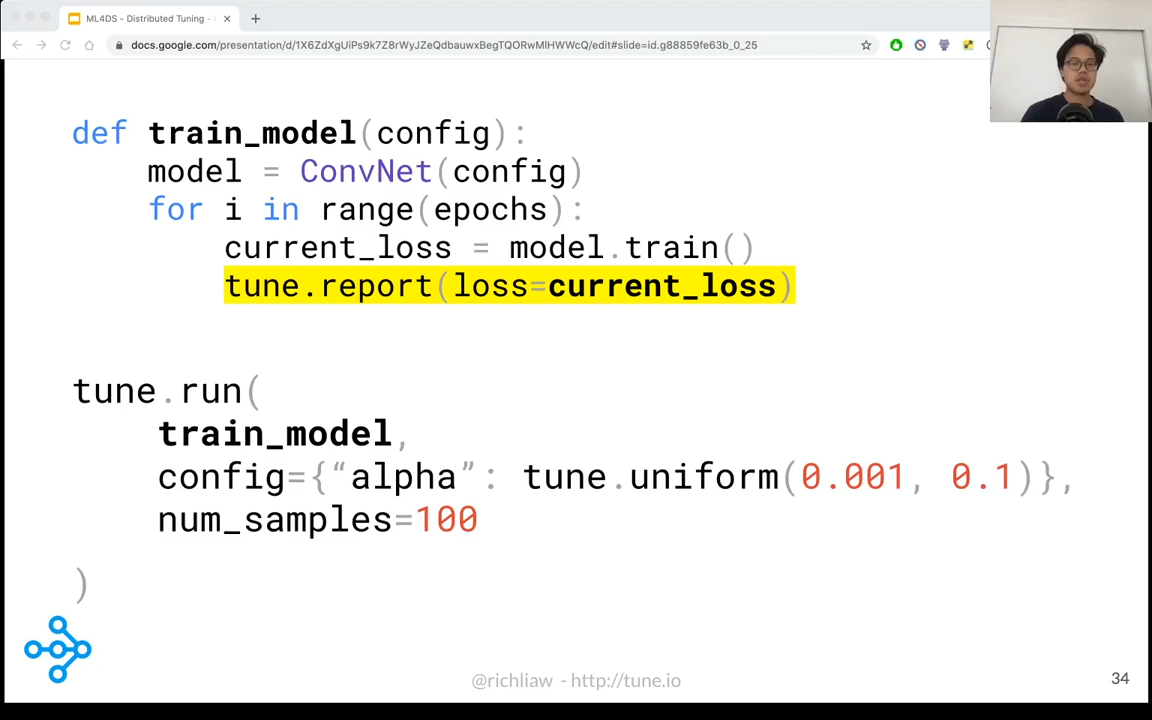 ML4DS - Distributed Tuning -
docs.google.com/presentation/d/1X6ZdXgUiPs9k7Z8rWyJZeQdbauwxBegTQORwMlHWWcQ/edit#slide=id.g88859fe63b_0_25
def train_model(config):
model = ConvNet(config)
for i in range(epochs):
current_loss = model.train()
tune.report(loss=current_loss)
tune.run(
train_model,
config={“alpha”: tune.uniform(0.001, 0.1)},
num_samples=100
)
@richliaw - http://tune.io
34